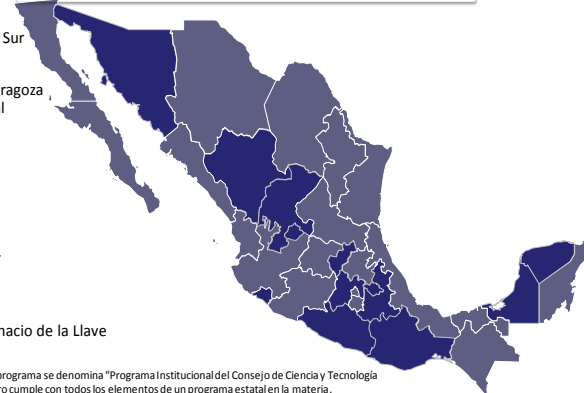 Sur
ragoza
nacio de la Llave
programa se denomina "Programa Institucional del Consejo de Ciencia y Tecnología
ro cumple con todos los elementos de un programa estatal en la materia.